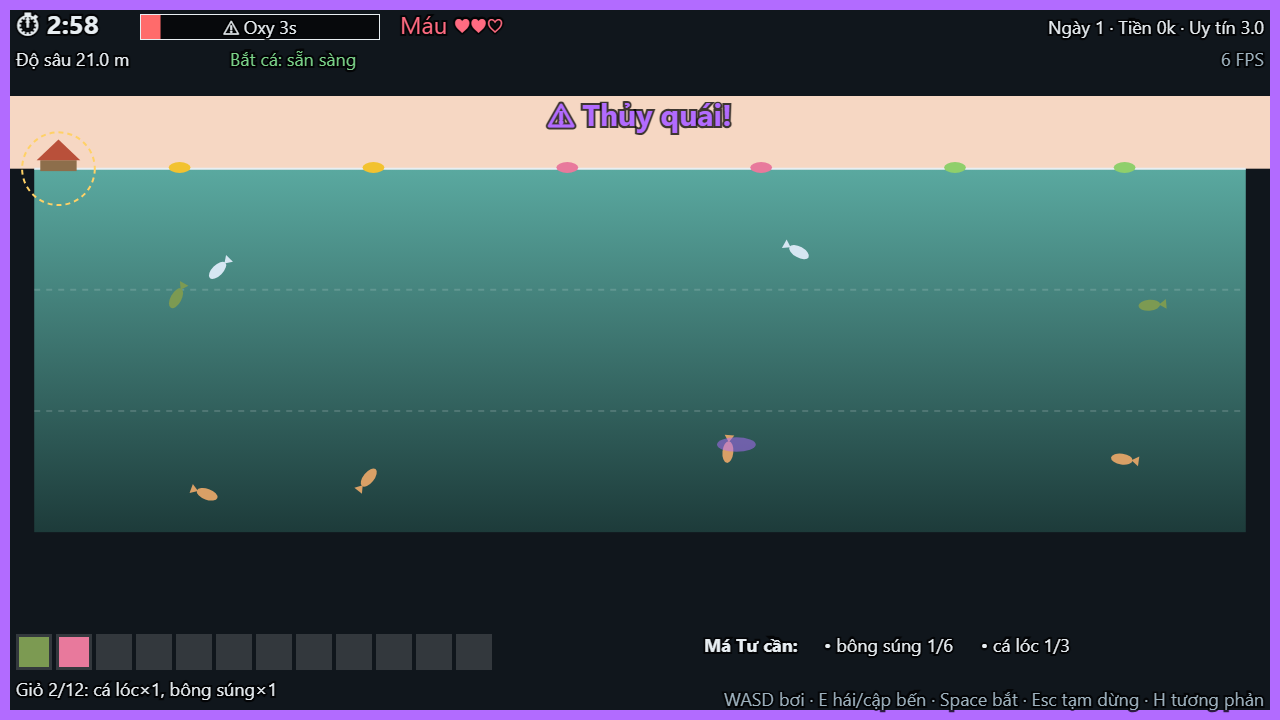 ⏱ 2:58
⚠ Oxy 3s
Máu ♥♥♡
Ngày 1 · Tiền 0k · Uy tín 3.0
Độ sâu 21.0 m
Bắt cá: sẵn sàng
6 FPS
⚠ Thủy quái!
Má Tư cần: • bông súng 1/6 • cá lóc 1/3
Giỏ 2/12: cá lóc×1, bông súng×1
WASD bơi · E hái/cập bến · Space bắt · Esc tạm dừng · H tương phản